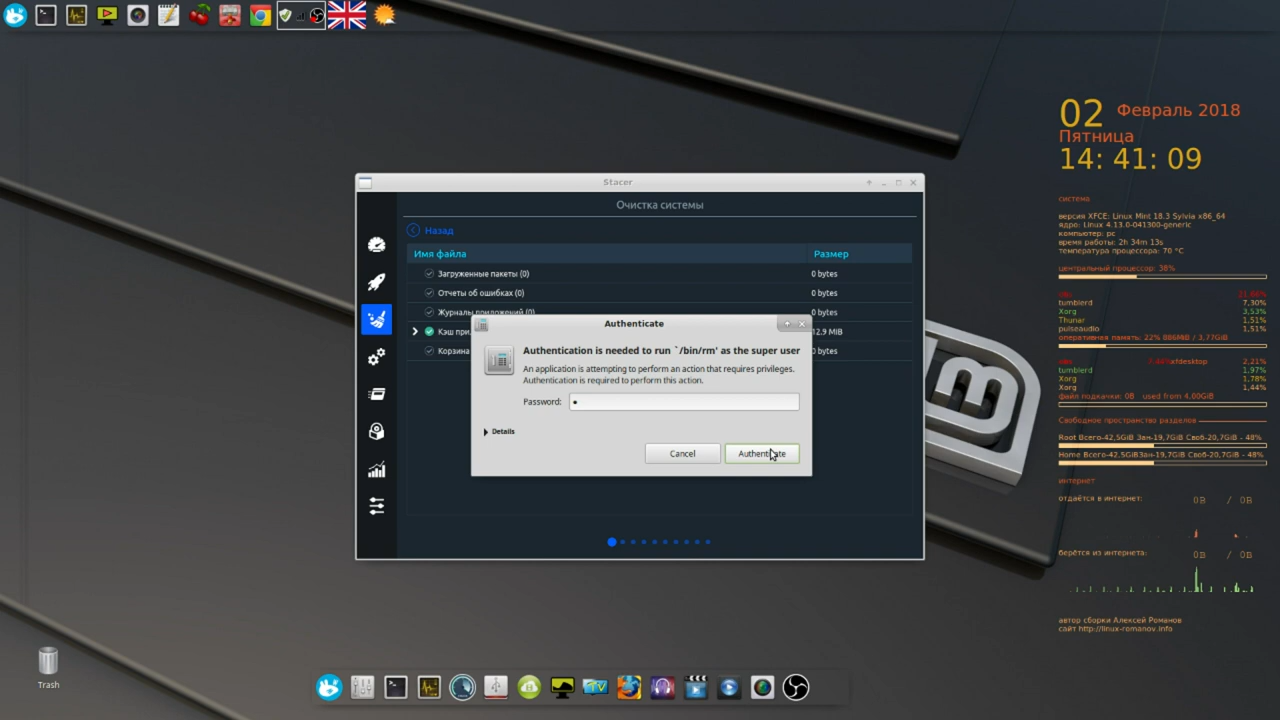 02 Февраль 2018
Пятница
14: 41: 09
Stacer
Очистка системы
Назад
Имя файла Размер
Загруженные пакеты (0) 0 bytes
Отчеты об ошибках (0) 0 bytes
Журналы приложений (0)
Кэш при 12.9 MiB
Корзина 0 bytes
Authenticate
Authentication is needed to run `/bin/rm' as the super user
An application is attempting to perform an action that requires privileges.
Authentication is required to perform this action.
Password:
Details
Cancel Authenticate
система
версия XFCE: Linux Mint 18.3 Sylvia x86_64
ядро: Linux 4.13.0-041300-generic
компьютер: pc
время работы: 2h 34m 13s
температура процессора: 70 °C
центральный процессор: 38%
tumblerd 7,30%
Xorg 3,53%
Thunar 1,51%
pulseaudio 1,51%
оперативная память: 22% 886MiB / 3,77GiB
xfdesktop 2,21%
tumblerd 1,97%
Xorg 1,78%
Xorg 1,44%
файл подкачки: 0B used from 4.00GiB
Свободное пространство разделов
Root Всего-42,5GiB Зан-19,7GiB Своб-20,7GiB - 48%
Home Всего-42,5GiBЗан-19,7GiB Своб-20,7GiB - 48%
интернет
отдаётся в интернет: 0B / 0B
берётся из интернета: 0B / 0B
автор сборки Алексей Романов
сайт http://linux-romanov.info
TV
Trash